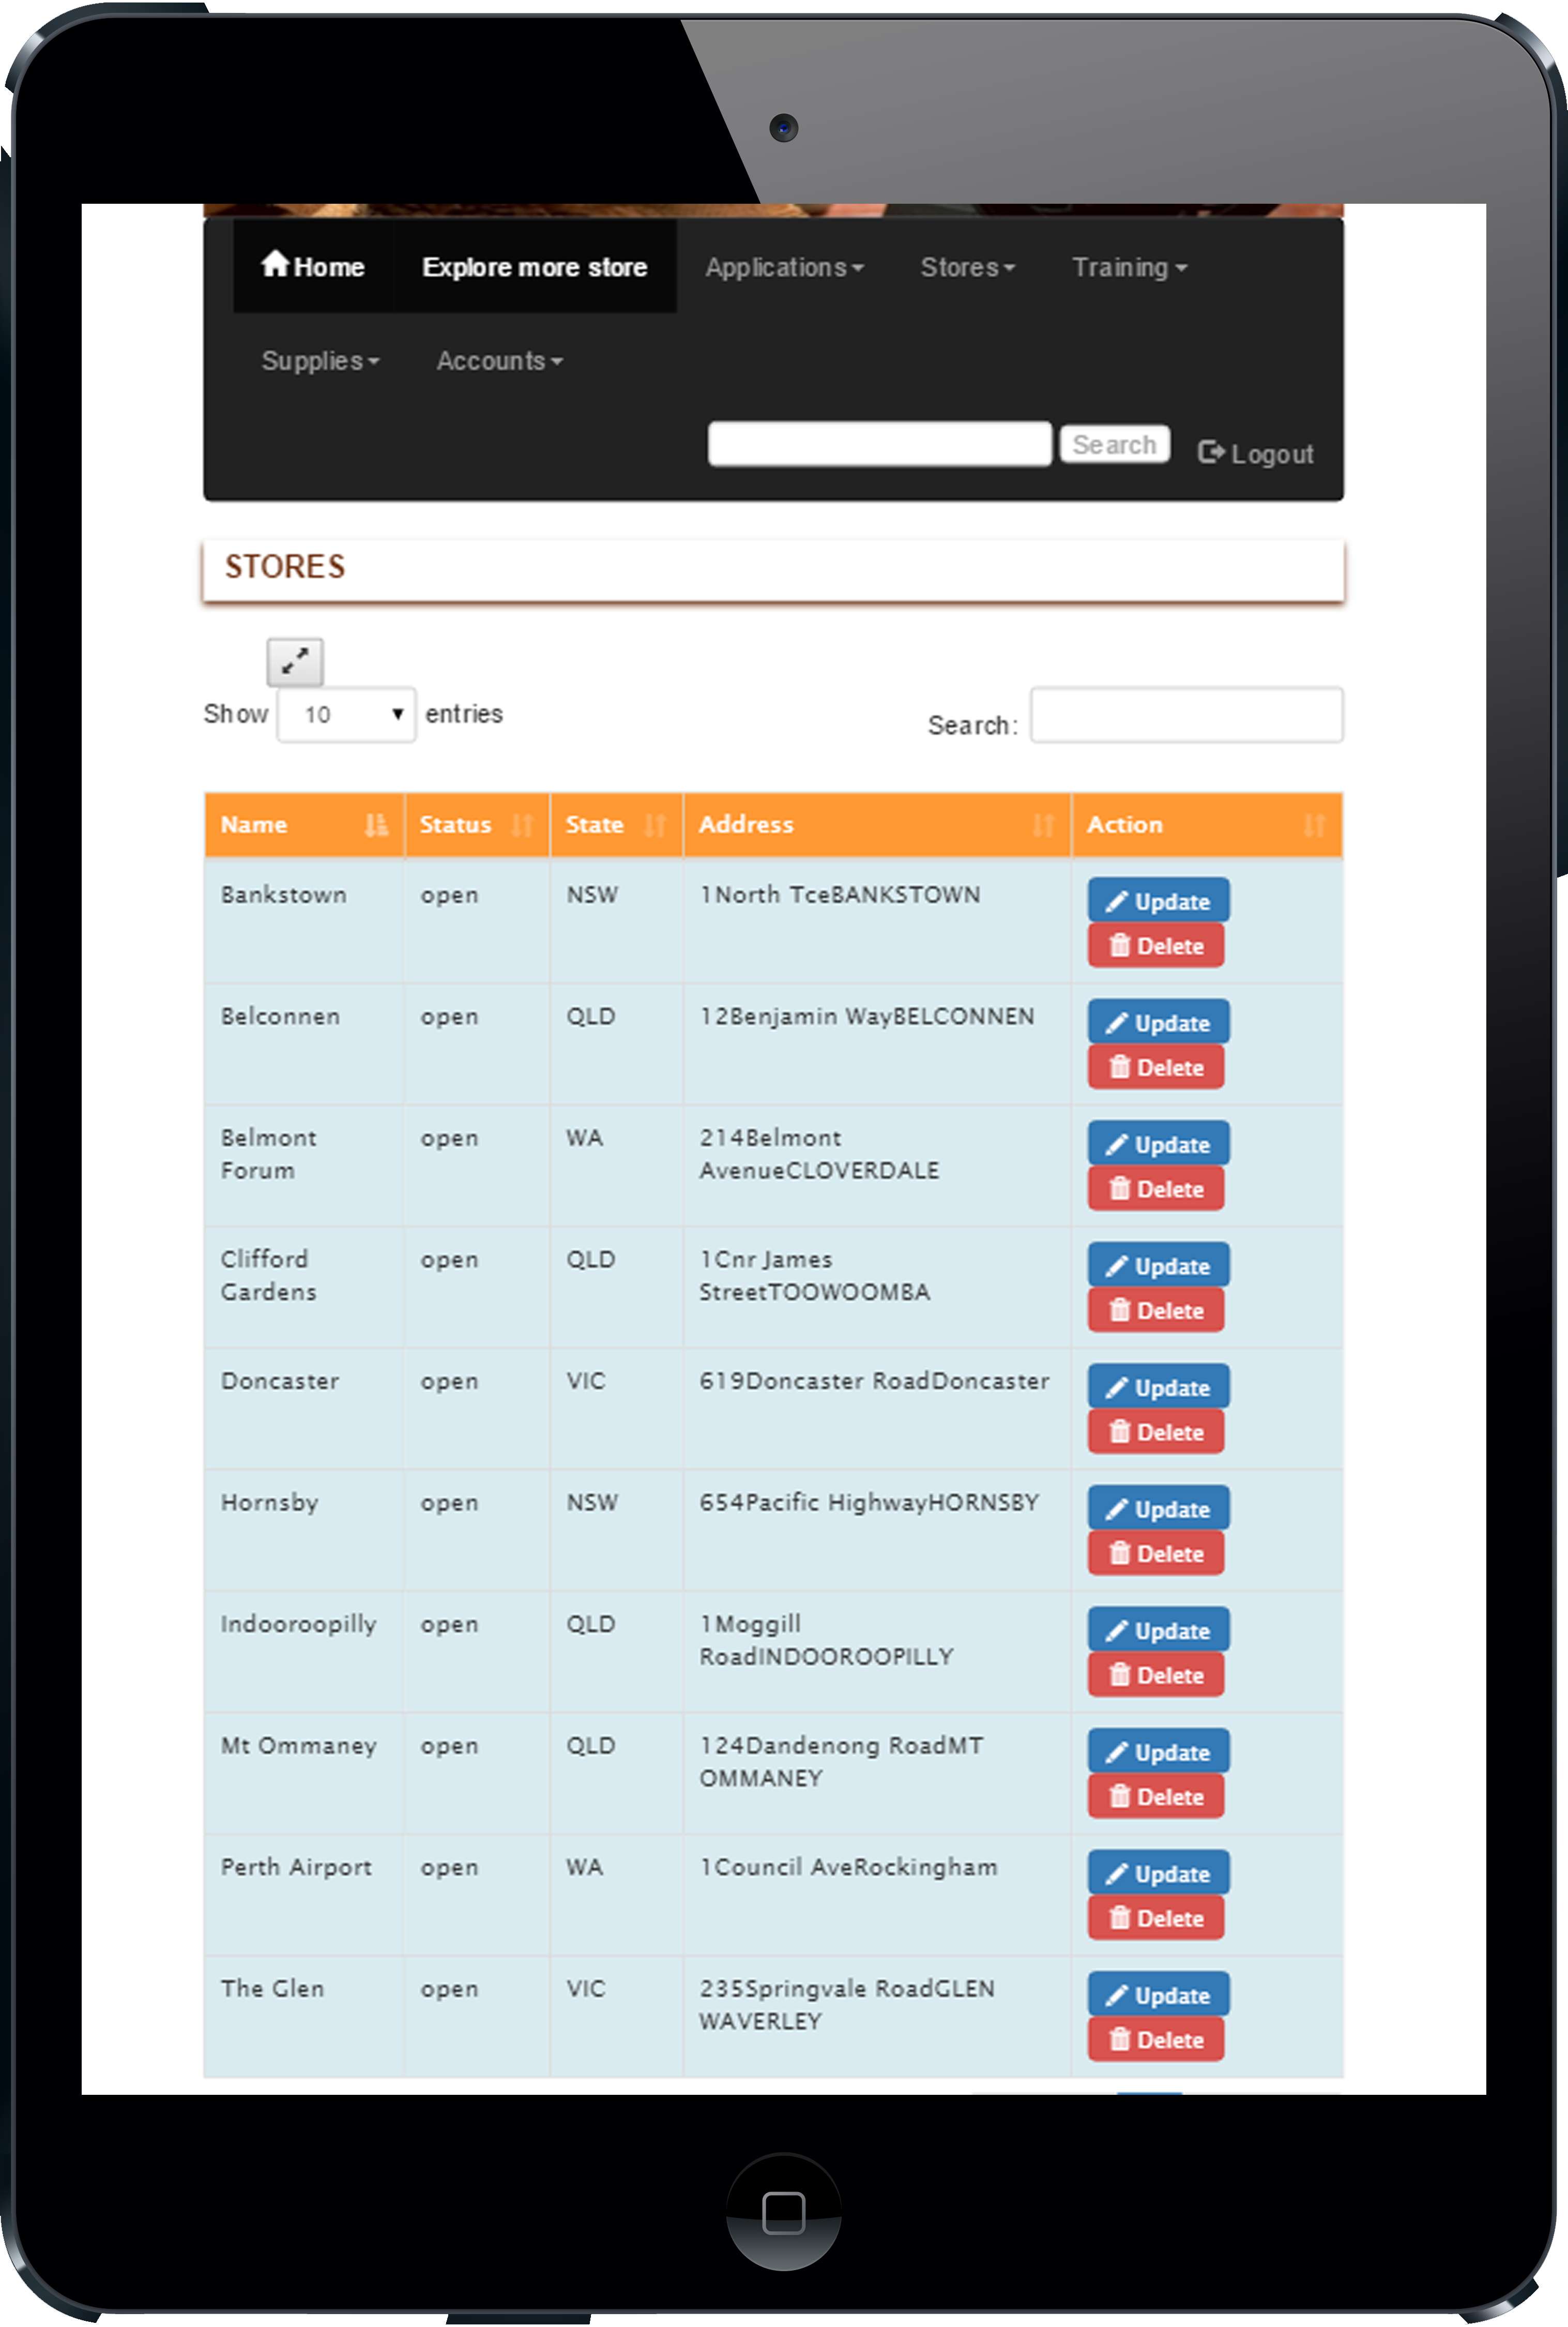 Home Explore more store Applications Stores Training
Supplies Accounts
Search Logout
STORES
Show 10 entries
Search:
Name Status State Address Action
Bankstown open NSW 1North TceBANKSTOWN Update
Delete
Belconnen open QLD 12Benjamin WayBELCONNEN Update
Delete
Belmont open WA 214Belmont Update
Forum AvenueCLOVERDALE Delete
Clifford open QLD 1Cnr James Update
Gardens StreetTOOWOOMBA Delete
Doncaster open VIC 619Doncaster RoadDoncaster Update
Delete
Hornsby open NSW 654Pacific HighwayHORNSBY Update
Delete
Indooroopilly open QLD 1Moggill Update
RoadINDOOROOPILLY Delete
Mt Ommaney open QLD 124Dandenong RoadMT Update
OMMANEY Delete
Perth Airport open WA 1Council AveRockingham Update
Delete
The Glen open VIC 235Springvale RoadGLEN Update
WAVERLEY Delete